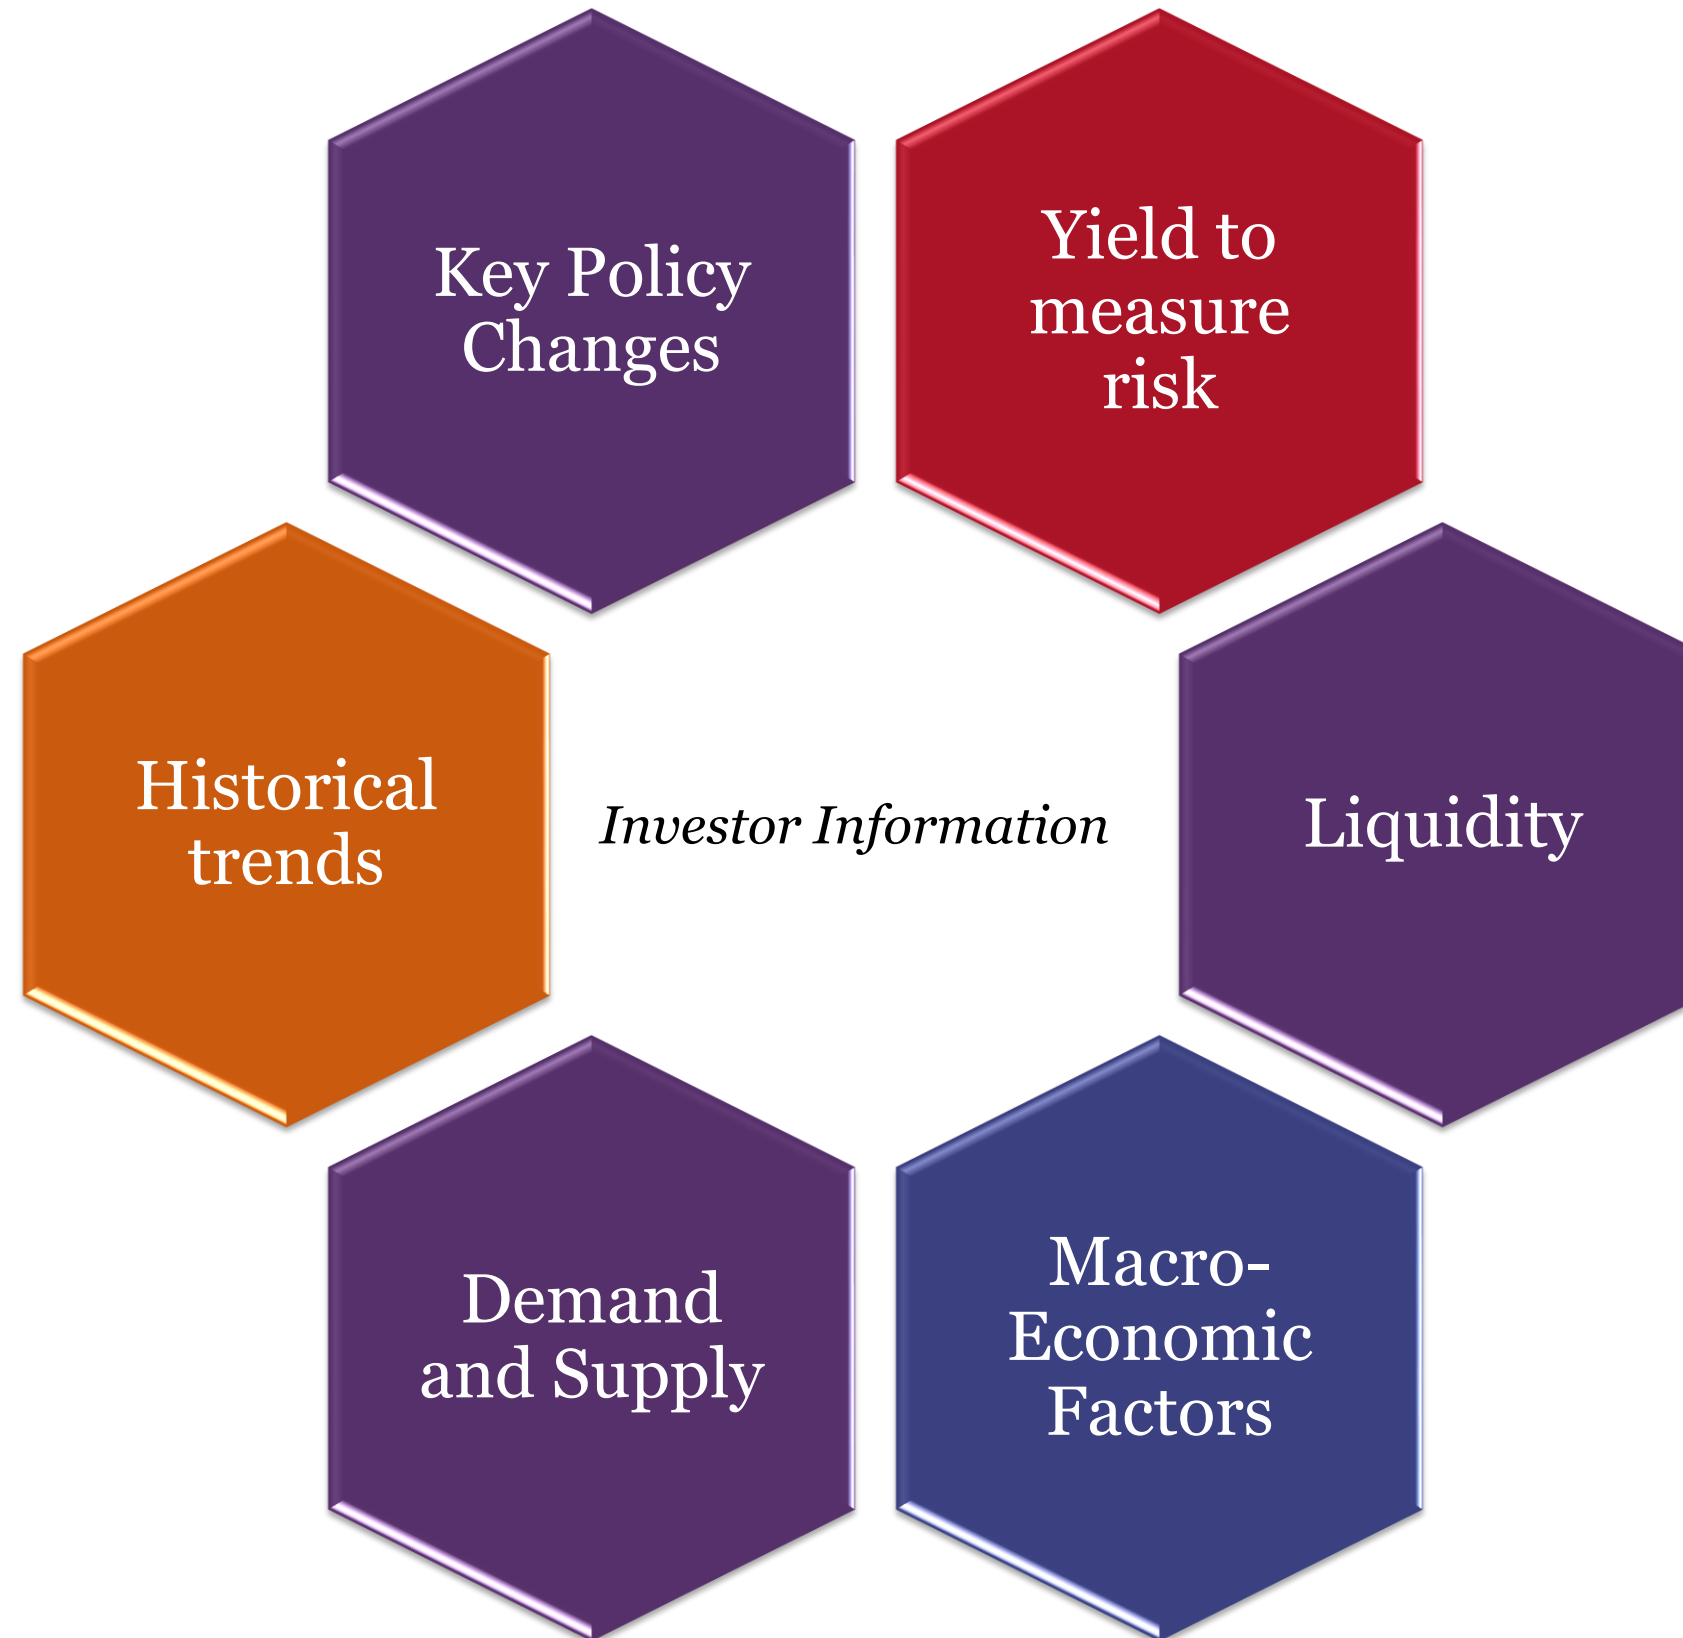 Key Policy
Changes
Yield to
measure
risk
Historical
trends
Investor Information
Liquidity
Demand
and Supply
Macro-
Economic
Factors